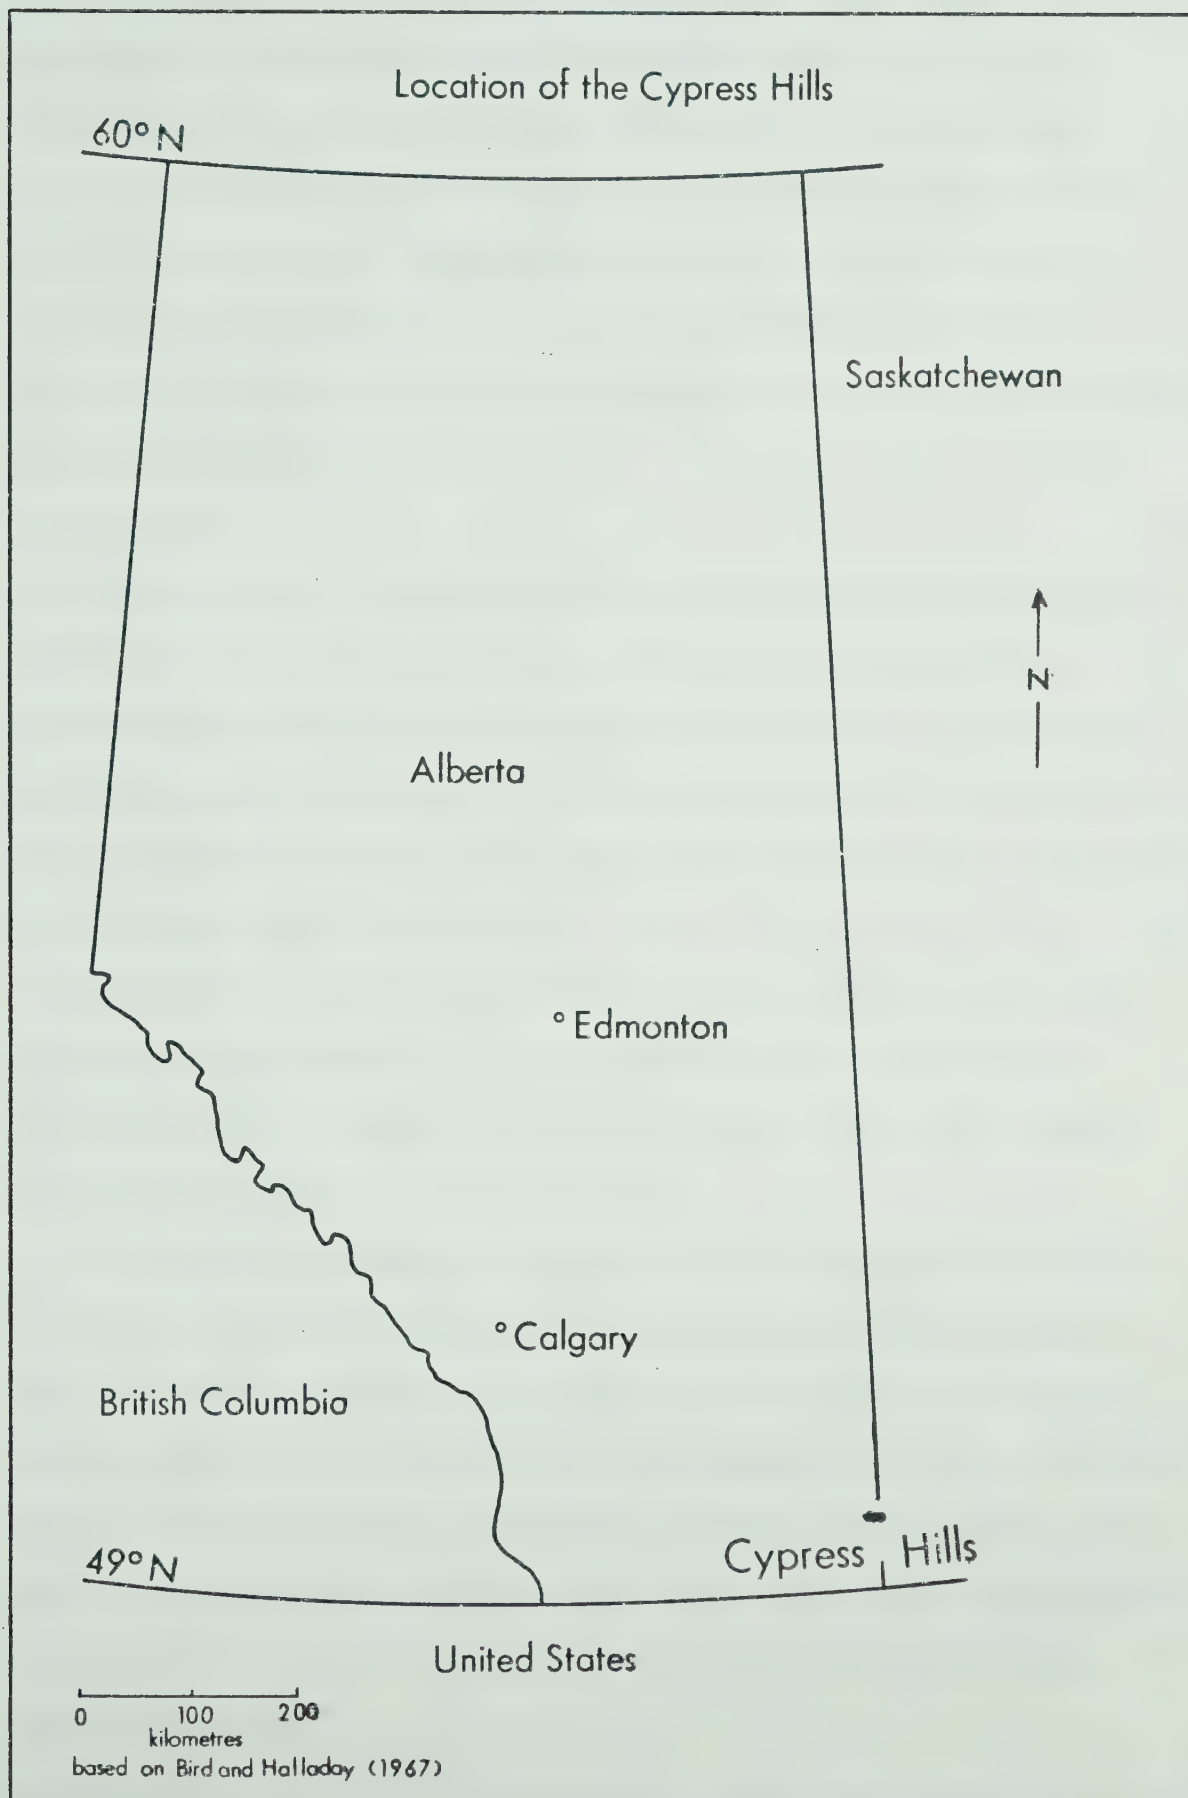 Location of the Cypress Hills
60° N
Saskatchewan
N
Alberta
Edmonton
Calgary
British Columbia
Cypress Hills
49° N
United States
0 100 200
kilometres
based on Bird and Halladay (1967)